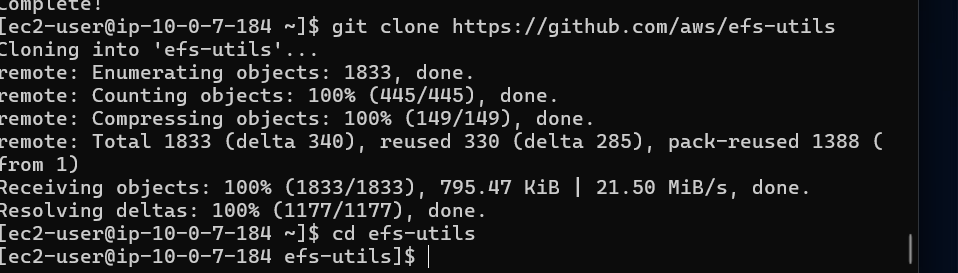 Complete!
[ec2-user@ip-10-0-7-184 ~]$ git clone https://github.com/aws/efs-utils
Cloning into 'efs-utils'...
remote: Enumerating objects: 1833, done.
remote: Counting objects: 100% (445/445), done.
remote: Compressing objects: 100% (149/149), done.
remote: Total 1833 (delta 340), reused 330 (delta 285), pack-reused 1388 (
from 1)
Receiving objects: 100% (1833/1833), 795.47 KiB | 21.50 MiB/s, done.
Resolving deltas: 100% (1177/1177), done.
[ec2-user@ip-10-0-7-184 ~]$ cd efs-utils
[ec2-user@ip-10-0-7-184 efs-utils]$